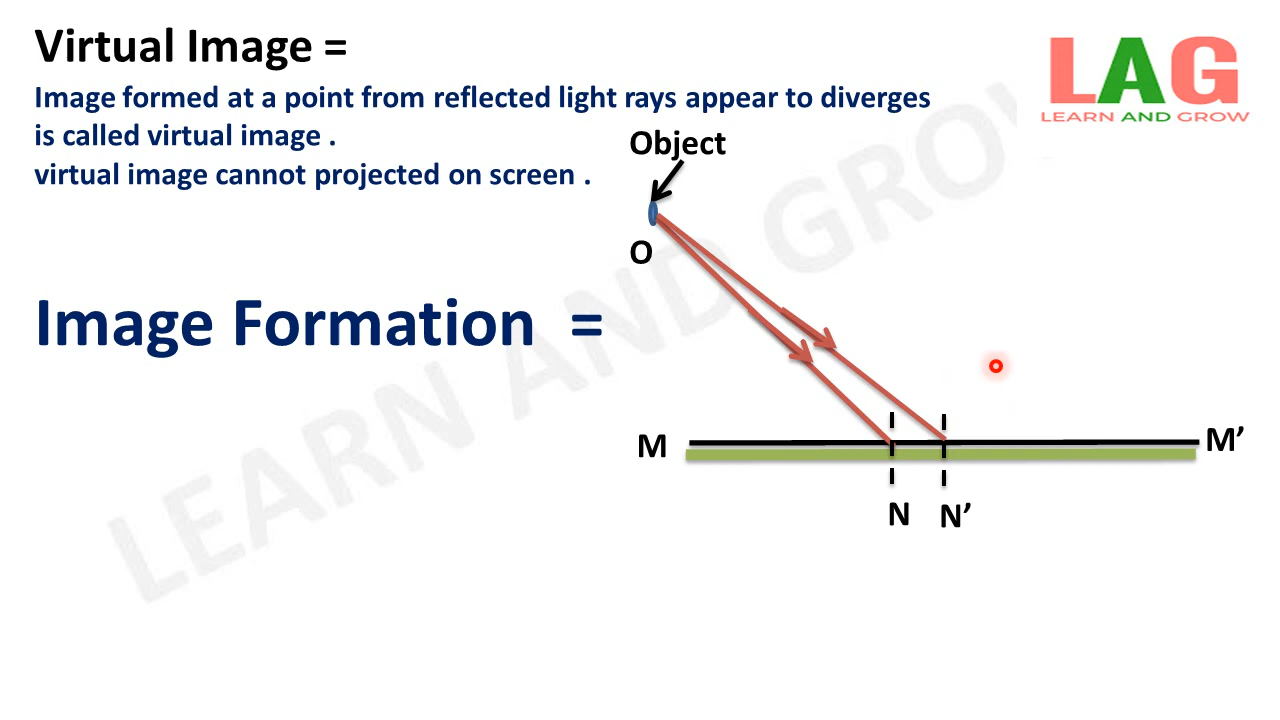 Virtual Image =
Image formed at a point from reflected light rays appear to diverges
is called virtual image .
virtual image cannot projected on screen .
LAG
LEARN AND GROW
Object
O
Image Formation =
M
M’
N
N’
LEARN AND GROW